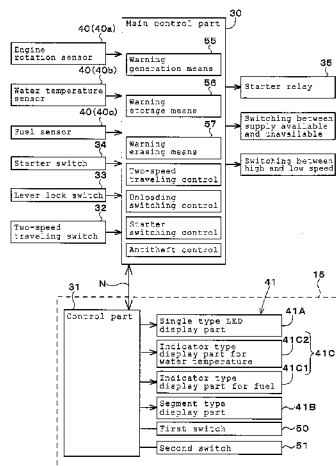 30
Main control part
40(40a)
Engine
rotation sensor
55
Warning
generation means
35
Starter relay
40(40b)
Water temperature
sensor
56
Warning
storage means
Switching between
supply available
and unavailable
40(40c)
Fuel sensor
57
Warning
erasing means
34
Starter switch
Two-speed
traveling control
Switching between
high and low speed
33
Lever lock switch
Unloading
switching control
32
Two-speed
traveling switch
Starter
switching control
Antitheft control
N
15
31
Control part
41
41A
Single type LED
display part
41C2
Indicator type
display part for
water temperature
41C
41C1
Indicator type
display part for fuel
Segment type
display part
41B
First switch
50
Second switch
51